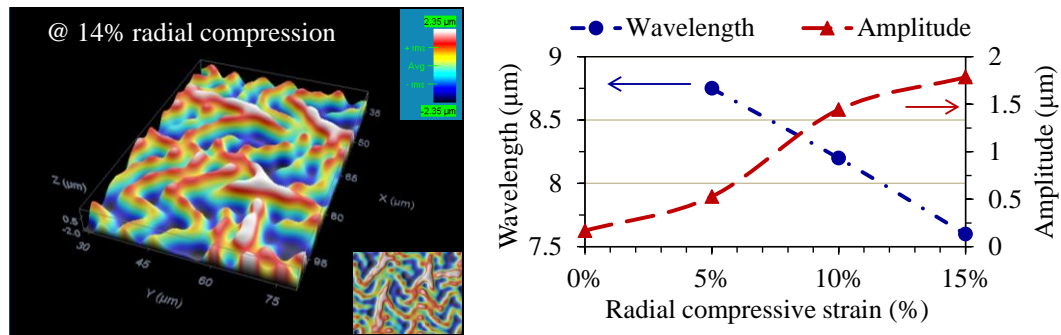 @ 14% radial compression
2.35 µm
+ rms
Avg
- rms
-2.35 µm
Z (µm)
0.5
-2.0
30
45
60
75
Y (µm)
35
50
65
80
95
X (µm)
Wavelength
Amplitude
Wavelength (µm)
9
8.5
8
7.5
2
1.5
1
0.5
0
Amplitude (µm)
0%
5%
10%
15%
Radial compressive strain (%)